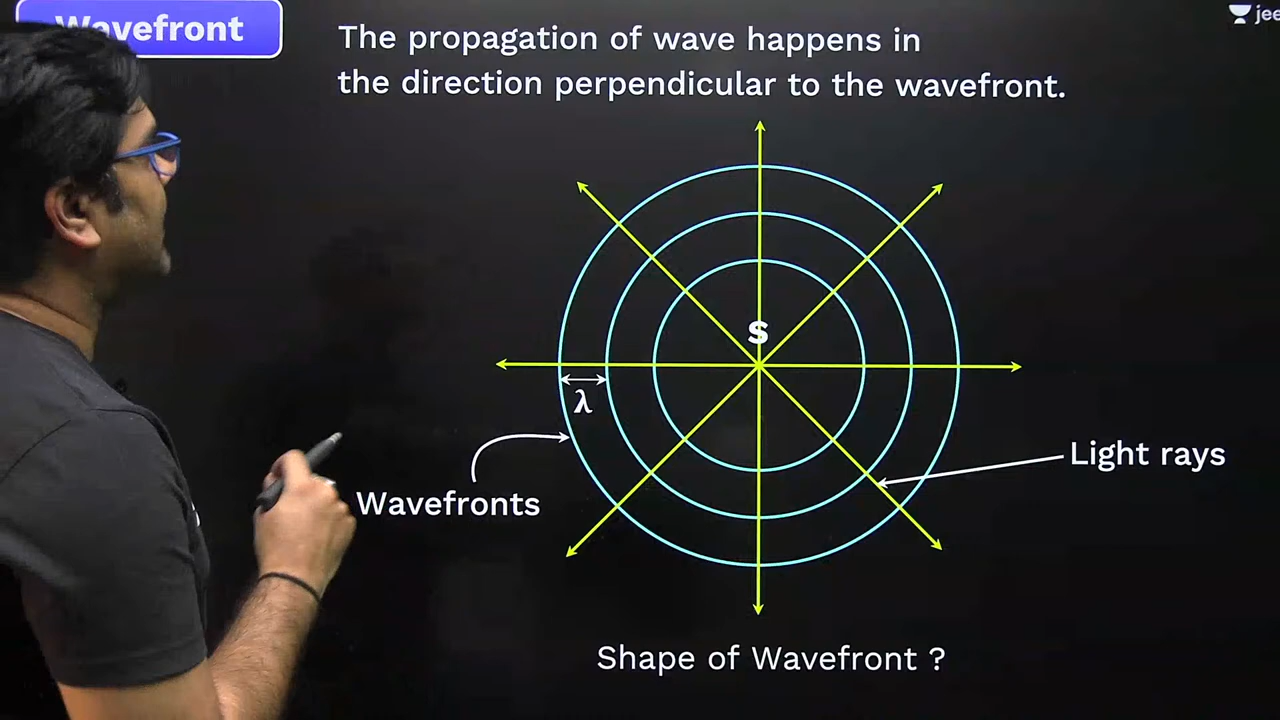 Wavefront
The propagation of wave happens in
the direction perpendicular to the wavefront.
jee
S
λ
Light rays
Wavefronts
Shape of Wavefront ?